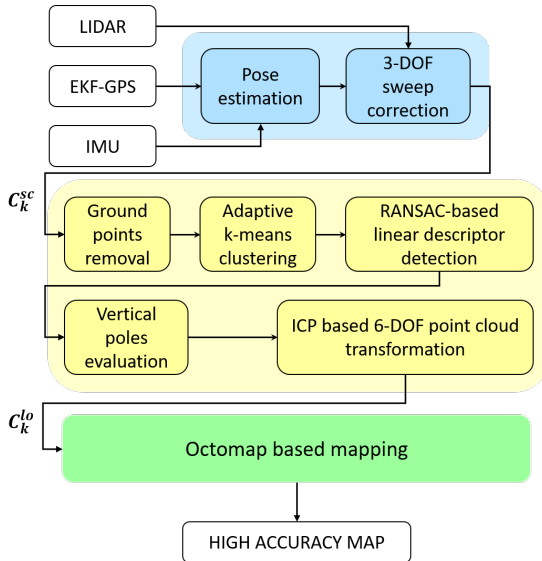 LIDAR
EKF-GPS
IMU
Pose
estimation
3-DOF
sweep
correction
C_k^{sc}
Ground
points
removal
Adaptive
k-means
clustering
RANSAC-based
linear descriptor
detection
Vertical
poles
evaluation
ICP based 6-DOF point cloud
transformation
C_k^{lo}
Octomap based mapping
HIGH ACCURACY MAP